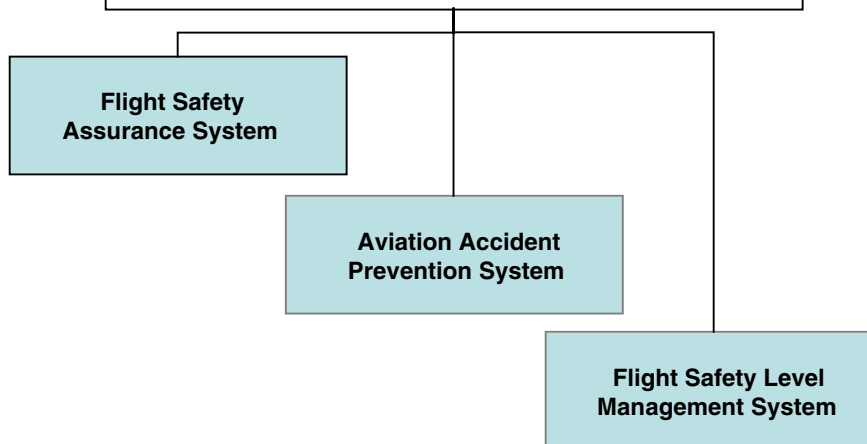 Flight Safety
Assurance System
Aviation Accident
Prevention System
Flight Safety Level
Management System